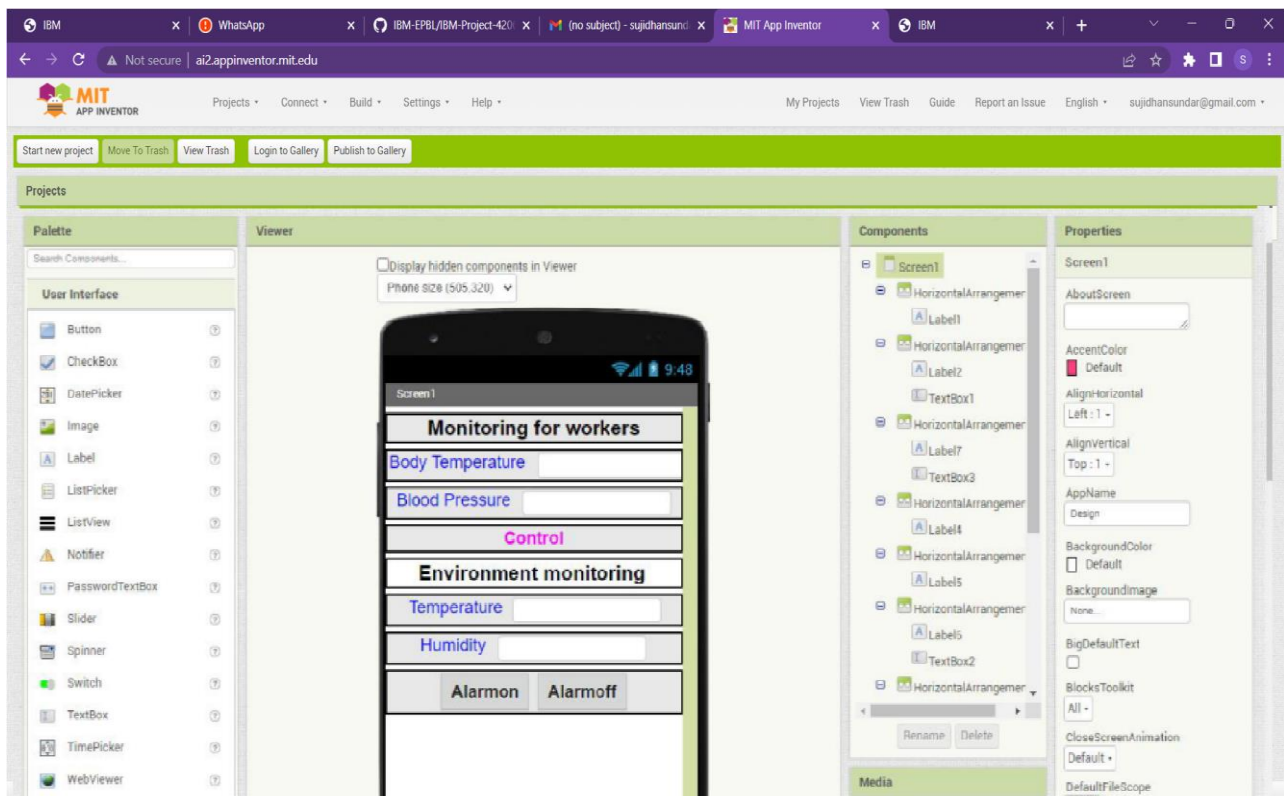 IBM
WhatsApp
IBM-EPBL/IBM-Project-420
(no subject) - sujidhansund
MIT App Inventor
IBM
Not secure
ai2.appinventor.mit.edu
S
MIT
APP INVENTOR
Projects
Connect
Build
Settings
Help
My Projects
View Trash
Guide
Report an Issue
English
sujidhansundar@gmail.com
Start new project
Move To Trash
View Trash
Login to Gallery
Publish to Gallery
Projects
Palette
Search Components...
User Interface
Button
CheckBox
DatePicker
Image
Label
ListPicker
ListView
Notifier
PasswordTextBox
Slider
Spinner
Switch
TextBox
TimePicker
WebViewer
Viewer
Display hidden components in Viewer
Phone size (505,320)
9:48
Screen1
Monitoring for workers
Body Temperature
Blood Pressure
Control
Environment monitoring
Temperature
Humidity
Alarmon
Alarmoff
Components
Screen1
HorizontalArrangemer
Label1
HorizontalArrangemer
Label2
TextBox1
HorizontalArrangemer
Label7
TextBox3
HorizontalArrangemer
Label4
HorizontalArrangemer
Label5
HorizontalArrangemer
Label6
TextBox2
HorizontalArrangemer
Rename
Delete
Media
Properties
Screen1
AboutScreen
AccentColor
Default
AlignHorizontal
Left : 1
AlignVertical
Top : 1
AppName
Design
BackgroundColor
Default
BackgroundImage
None...
BigDefaultText
BlocksToolkit
All
CloseScreenAnimation
Default
DefaultFileScope